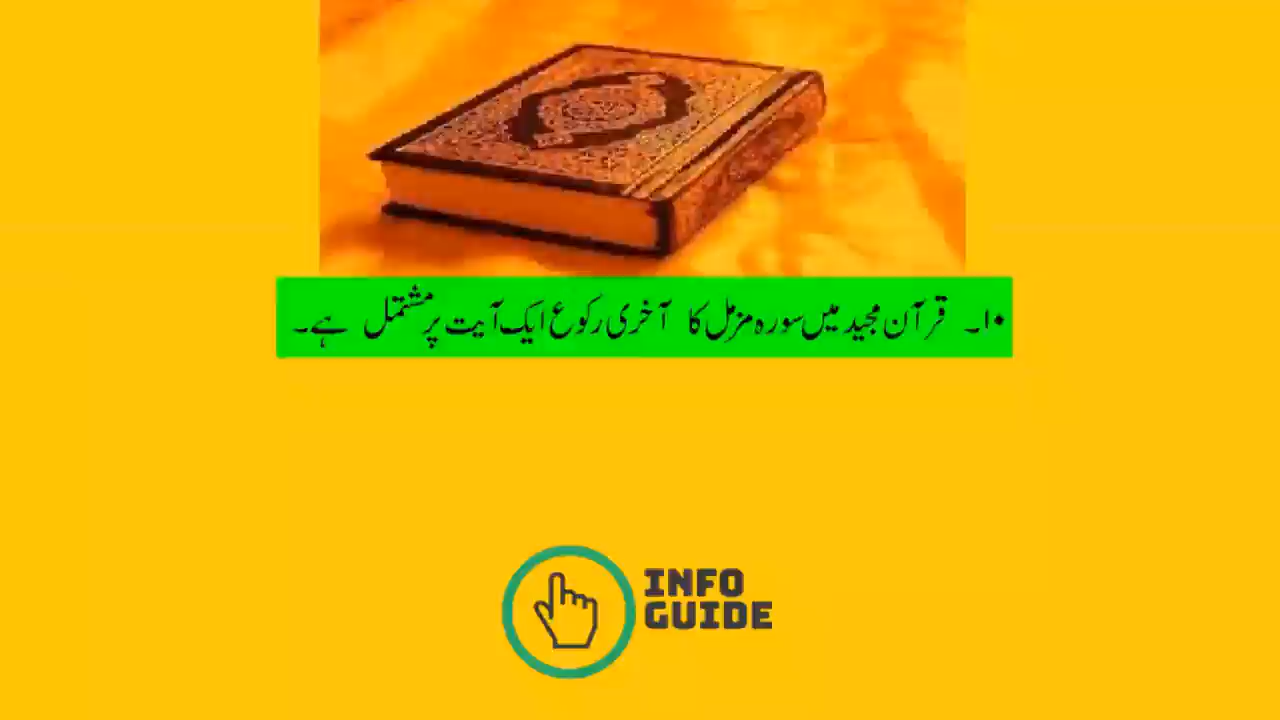 ۱۰۔ قرآن مجید میں سورہ مزمل کا آخری رکوع ایک آیت پر مشتمل ہے۔
INFO
GUIDE